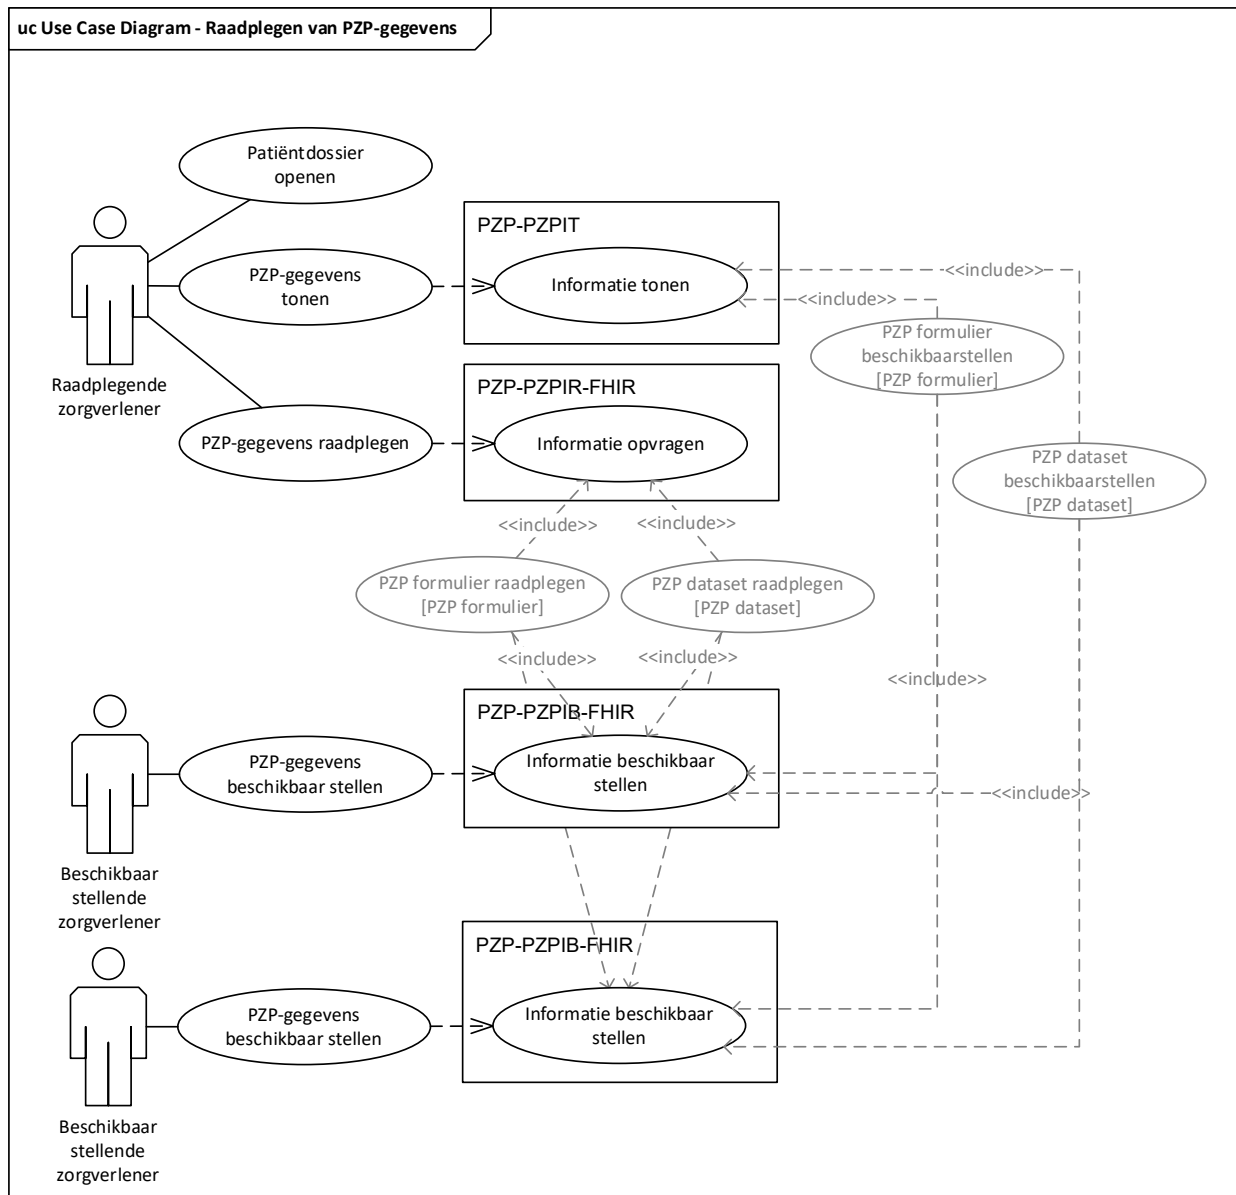 uc Use Case Diagram - Raadplegen van PZP-gegevens
Patiëntdossier
openen
PZP-PZPIT
PZP-gegevens
tonen
Informatie tonen
<<include>>
<<include>>
PZP formulier
beschikbaarstellen
[PZP formulier]
Raadplegende
zorgverlener
PZP-PZPIR-FHIR
PZP-gegevens raadplegen
Informatie opvragen
PZP dataset
beschikbaarstellen
[PZP dataset]
<<include>>
<<include>>
PZP formulier raadplegen
[PZP formulier]
PZP dataset raadplegen
[PZP dataset]
<<include>>
<<include>>
<<include>>
PZP-PZPIB-FHIR
PZP-gegevens
beschikbaar stellen
Informatie beschikbaar
stellen
<<include>>
Beschikbaar
stellende
zorgverlener
PZP-PZPIB-FHIR
PZP-gegevens
beschikbaar stellen
Informatie beschikbaar
stellen
Beschikbaar
stellende
zorgverlener